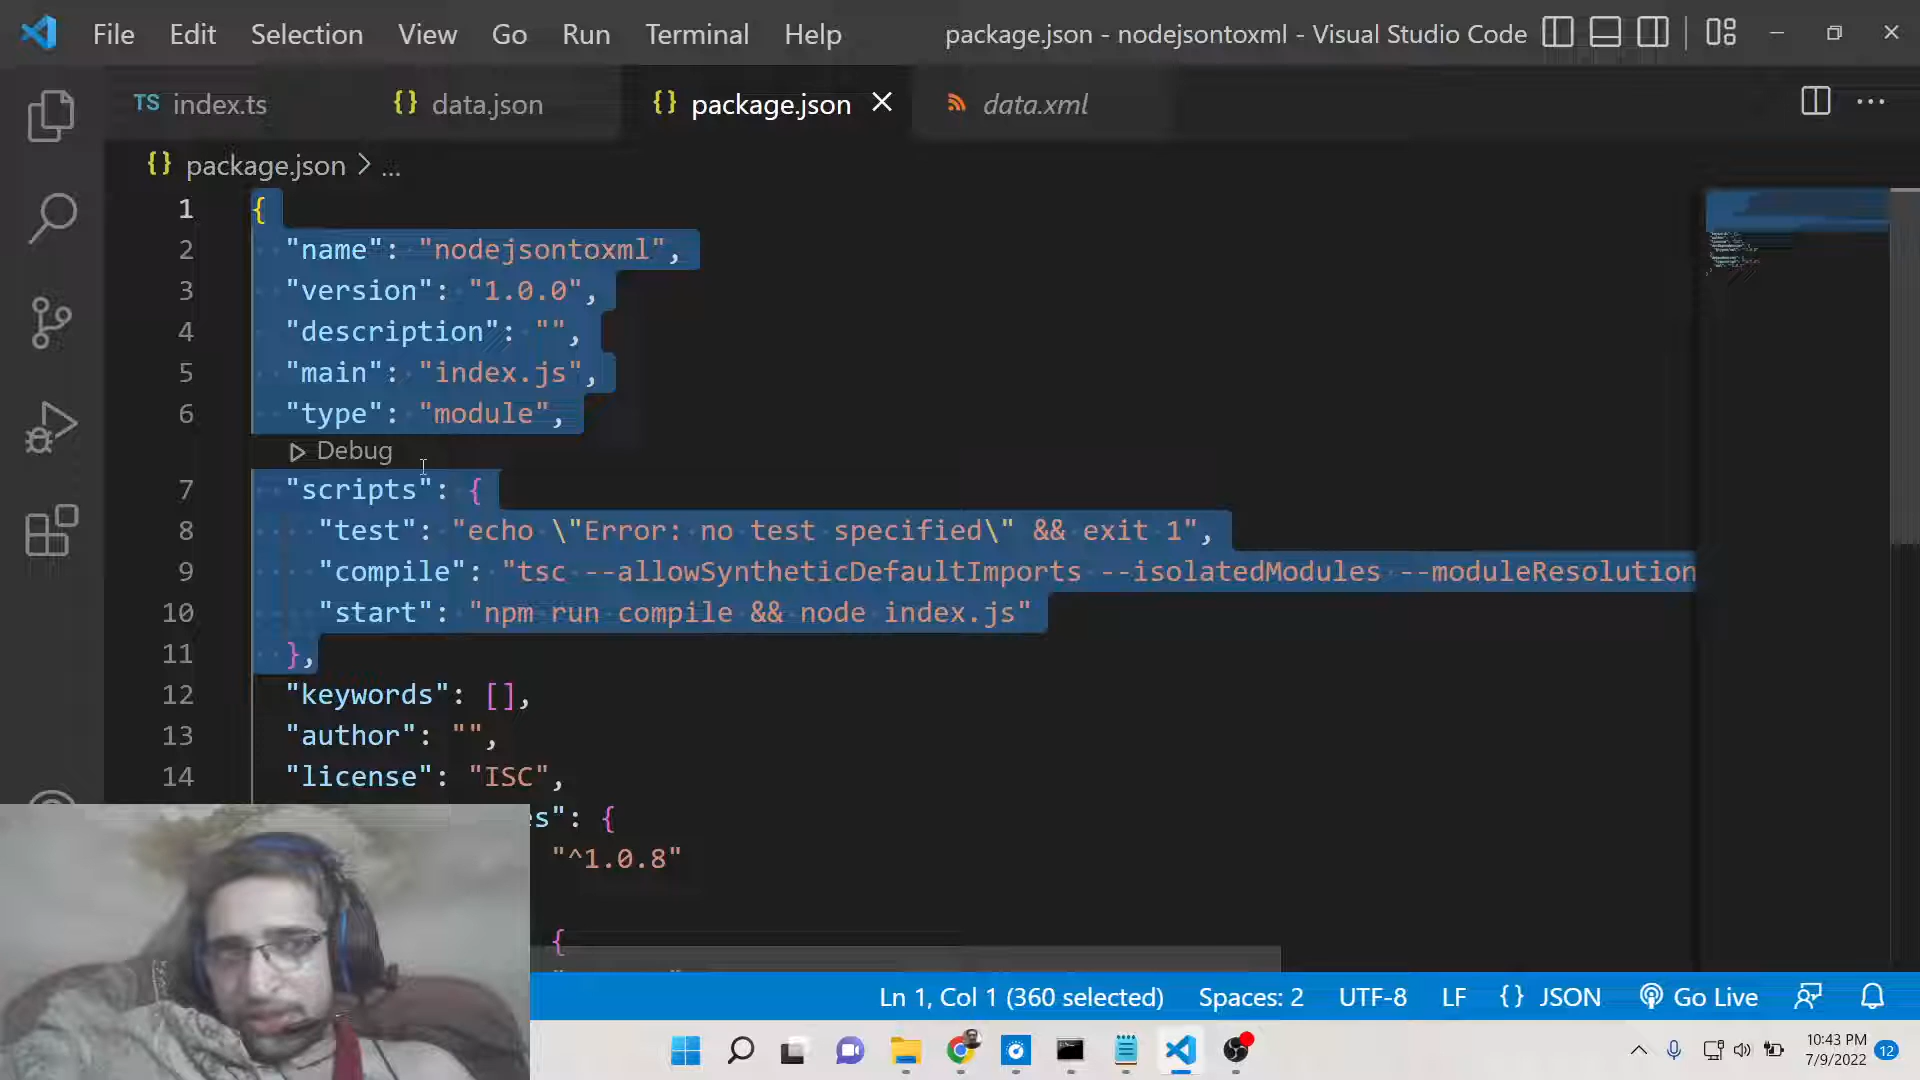 File Edit Selection View Go Run Terminal Help package.json - nodejsontoxml - Visual Studio Code
TS index.ts {} data.json {} package.json data.xml
{} package.json > ...
1 {
2 "name": "nodejsontoxml",
3 "version": "1.0.0",
4 "description": "",
5 "main": "index.js",
6 "type": "module",
Debug
7 "scripts": {
8 "test": "echo \"Error: no test specified\" && exit 1",
9 "compile": "tsc --allowSyntheticDefaultImports --isolatedModules --moduleResolution
10 "start": "npm run compile && node index.js"
11 },
12 "keywords": [],
13 "author": "",
14 "license": "ISC",
es": {
"^1.0.8"
{
Ln 1, Col 1 (360 selected) Spaces: 2 UTF-8 LF {} JSON Go Live
10:43 PM
7/9/2022
12